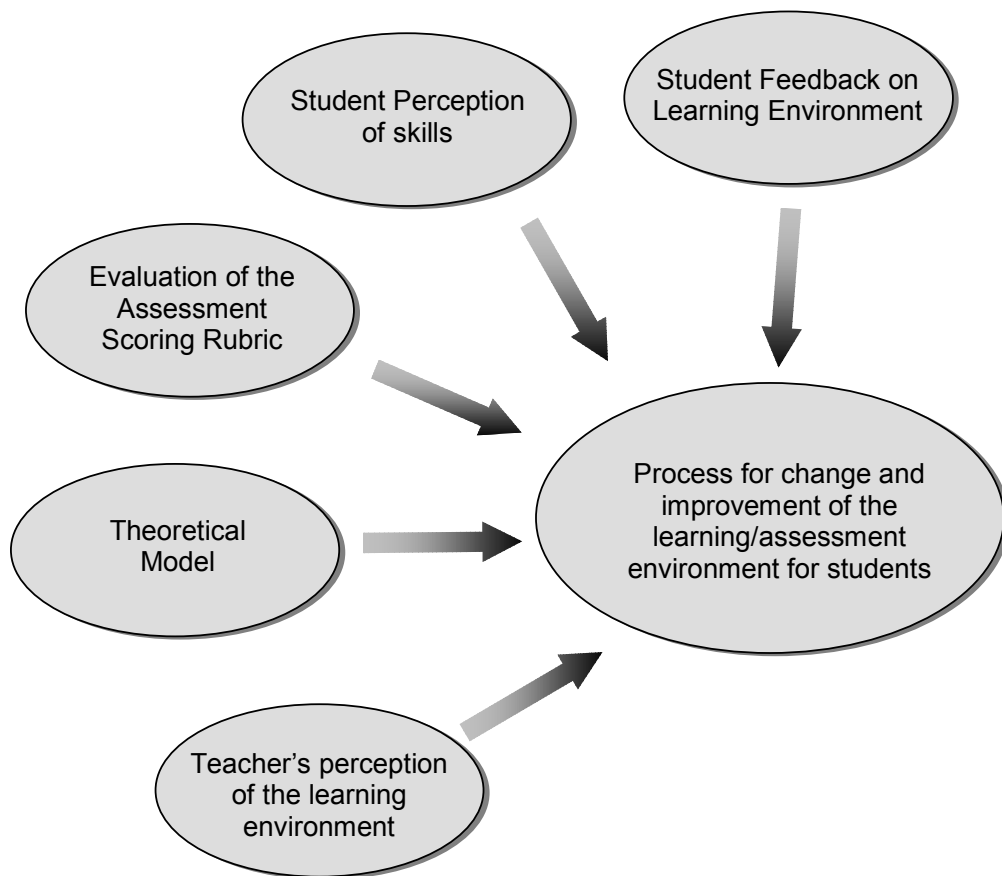 Student Perception
of skills
Student Feedback on
Learning Environment
Evaluation of the
Assessment
Scoring Rubric
Process for change and
improvement of the
learning/assessment
environment for students
Theoretical
Model
Teacher’s perception
of the learning
environment